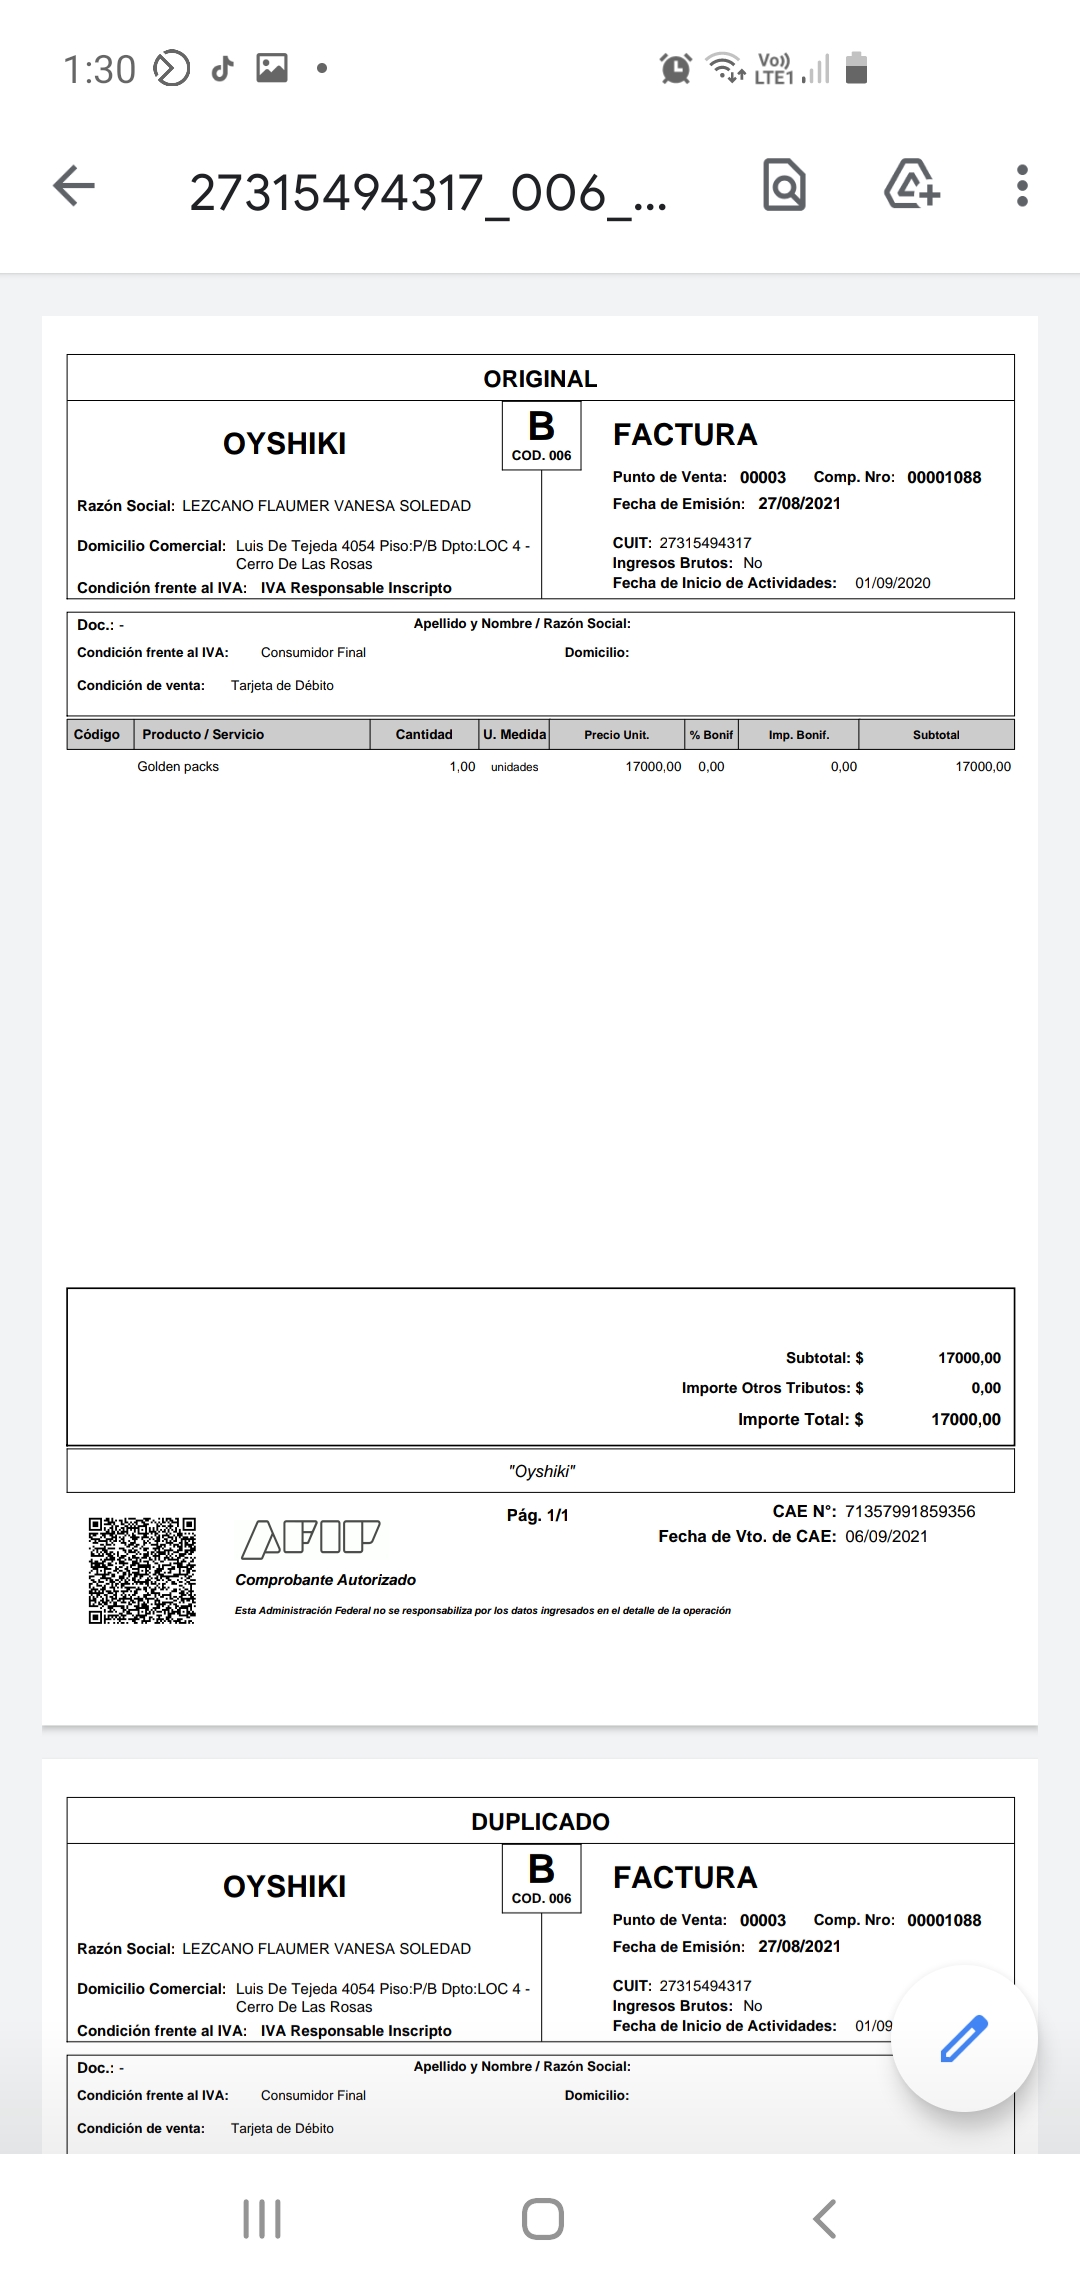 1:30
Vo))
LTE1
27315494317_006_...
ORIGINAL
OYSHIKI
B
COD. 006
FACTURA
Punto de Venta: 00003 Comp. Nro: 00001088
Fecha de Emisión: 27/08/2021
Razón Social: LEZCANO FLAUMER VANESA SOLEDAD
Domicilio Comercial: Luis De Tejeda 4054 Piso:P/B Dpto:LOC 4 -
Cerro De Las Rosas
Condición frente al IVA: IVA Responsable Inscripto
CUIT: 27315494317
Ingresos Brutos: No
Fecha de Inicio de Actividades: 01/09/2020
Doc.: - Apellido y Nombre / Razón Social:
Condición frente al IVA: Consumidor Final Domicilio:
Condición de venta: Tarjeta de Débito
Código Producto / Servicio Cantidad U. Medida Precio Unit. % Bonif Imp. Bonif. Subtotal
Golden packs 1,00 unidades 17000,00 0,00 0,00 17000,00
Subtotal: $ 17000,00
Importe Otros Tributos: $ 0,00
Importe Total: $ 17000,00
"Oyshiki"
AFIP
Comprobante Autorizado
Esta Administración Federal no se responsabiliza por los datos ingresados en el detalle de la operación
Pág. 1/1
CAE N°: 71357991859356
Fecha de Vto. de CAE: 06/09/2021
DUPLICADO
OYSHIKI
B
COD. 006
FACTURA
Punto de Venta: 00003 Comp. Nro: 00001088
Fecha de Emisión: 27/08/2021
Razón Social: LEZCANO FLAUMER VANESA SOLEDAD
Domicilio Comercial: Luis De Tejeda 4054 Piso:P/B Dpto:LOC 4 -
Cerro De Las Rosas
Condición frente al IVA: IVA Responsable Inscripto
CUIT: 27315494317
Ingresos Brutos: No
Fecha de Inicio de Actividades: 01/09
Doc.: - Apellido y Nombre / Razón Social:
Condición frente al IVA: Consumidor Final Domicilio:
Condición de venta: Tarjeta de Débito